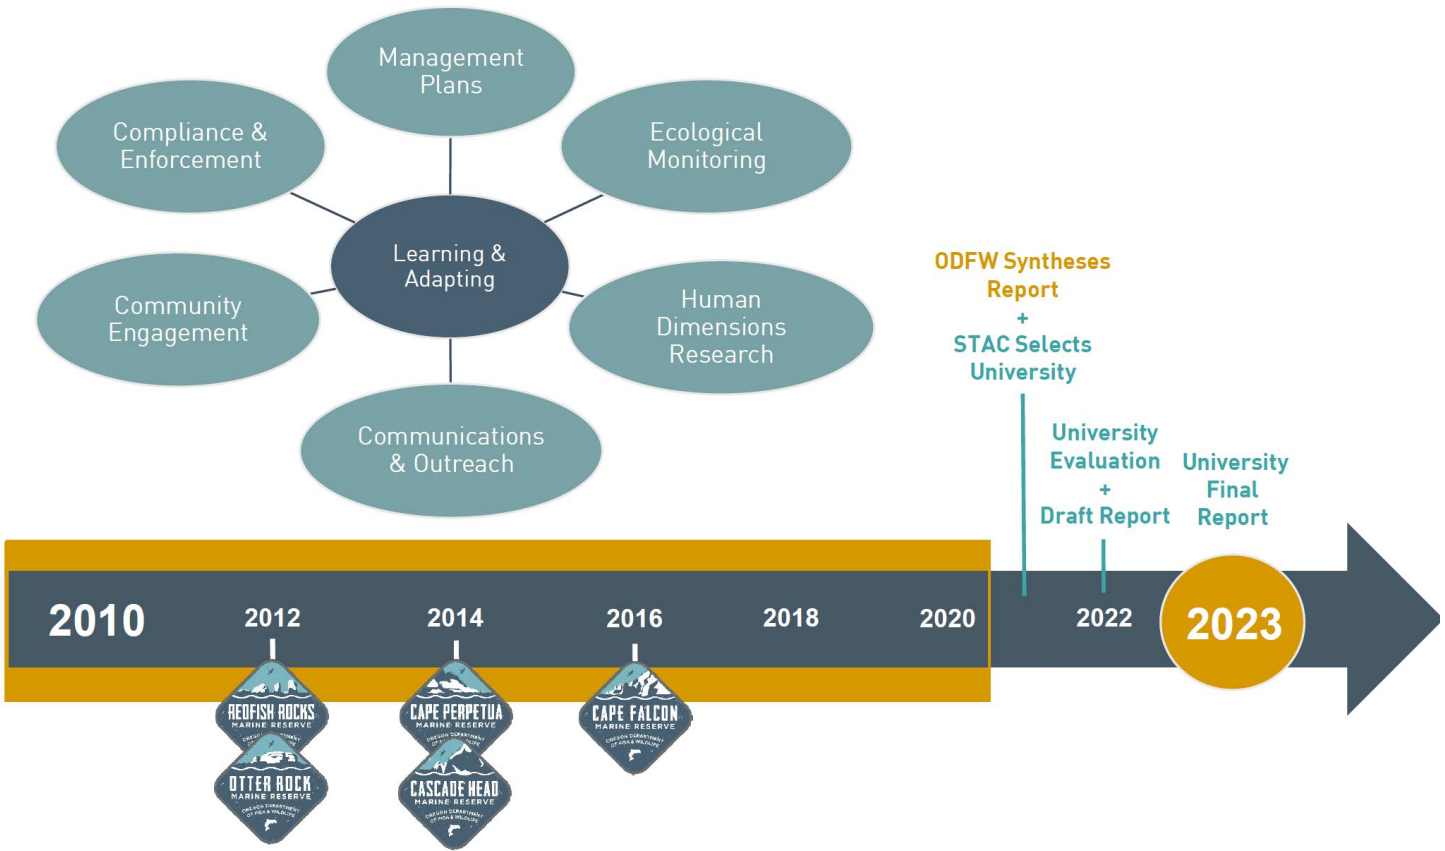 Management
Plans
Compliance &
Enforcement
Ecological
Monitoring
Learning &
Adapting
Community
Engagement
Human
Dimensions
Research
Communications
& Outreach
ODFW Syntheses
Report
+
STAC Selects
University
University
Evaluation
+
Draft Report
University
Final
Report
2010
2012
2014
2016
2018
2020
2022
2023
REDFISH ROCKS
MARINE RESERVE
OTTER ROCK
MARINE RESERVE
OREGON DEPARTMENT
OF FISH & WILDLIFE
CAPE PERPETUA
MARINE RESERVE
CASCADE HEAD
MARINE RESERVE
OREGON DEPARTMENT
OF FISH & WILDLIFE
CAPE FALCON
MARINE RESERVE
OREGON DEPARTMENT
OF FISH & WILDLIFE